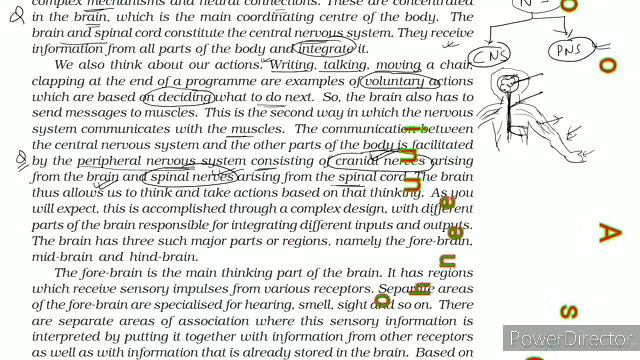 complex mechanisms and neural connections. These are concentrated
in the brain, which is the main coordinating centre of the body. The
brain and spinal cord constitute the central nervous system. They receive
information from all parts of the body and integrate it.
We also think about our actions. Writing, talking, moving a chair,
clapping at the end of a programme are examples of voluntary actions
which are based on deciding what to do next. So, the brain also has to
send messages to muscles. This is the second way in which the nervous
system communicates with the muscles. The communication between
the central nervous system and the other parts of the body is facilitated
by the peripheral nervous system consisting of cranial nerves arising
from the brain and spinal nerves arising from the spinal cord. The brain
thus allows us to think and take actions based on that thinking. As you
will expect, this is accomplished through a complex design, with different
parts of the brain responsible for integrating different inputs and outputs.
The brain has three such major parts or regions, namely the fore-brain,
mid-brain and hind-brain.
The fore-brain is the main thinking part of the brain. It has regions
which receive sensory impulses from various receptors. Separate areas
of the fore-brain are specialised for hearing, smell, sight and so on. There
are separate areas of association where this sensory information is
interpreted by putting it together with information from other receptors
as well as with information that is already stored in the brain. Based on
CNS
PNS
PowerDirector